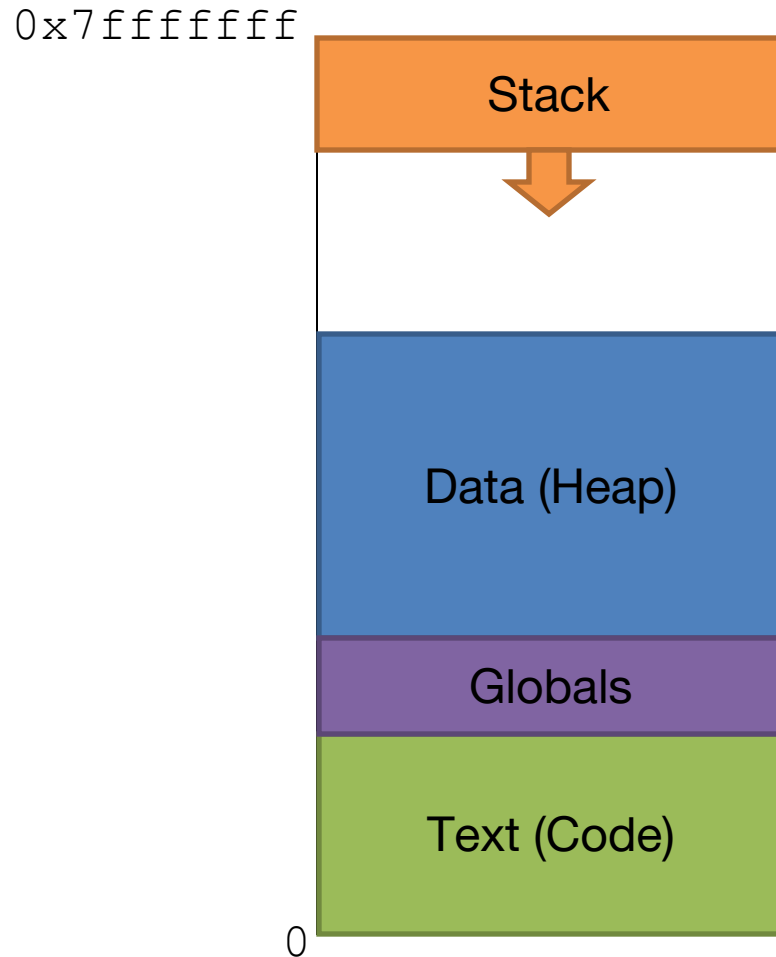 0x7fffffff
Stack
Data (Heap)
Globals
Text (Code)
0